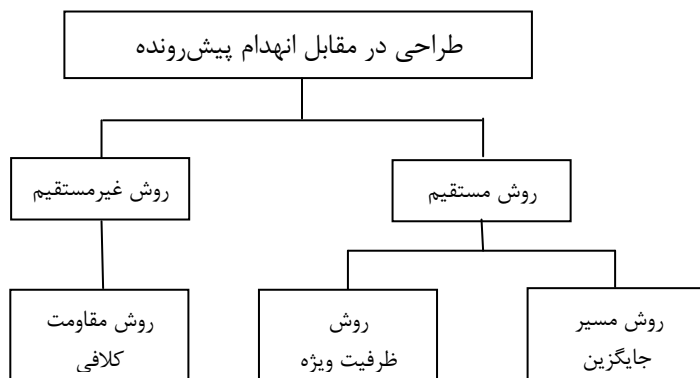 طراحی در مقابل انهدام پیش‌رونده
روش مستقیم
روش غیرمستقیم
روش مسیر
جایگزین
روش
ظرفیت ویژه
روش مقاومت
کلافی